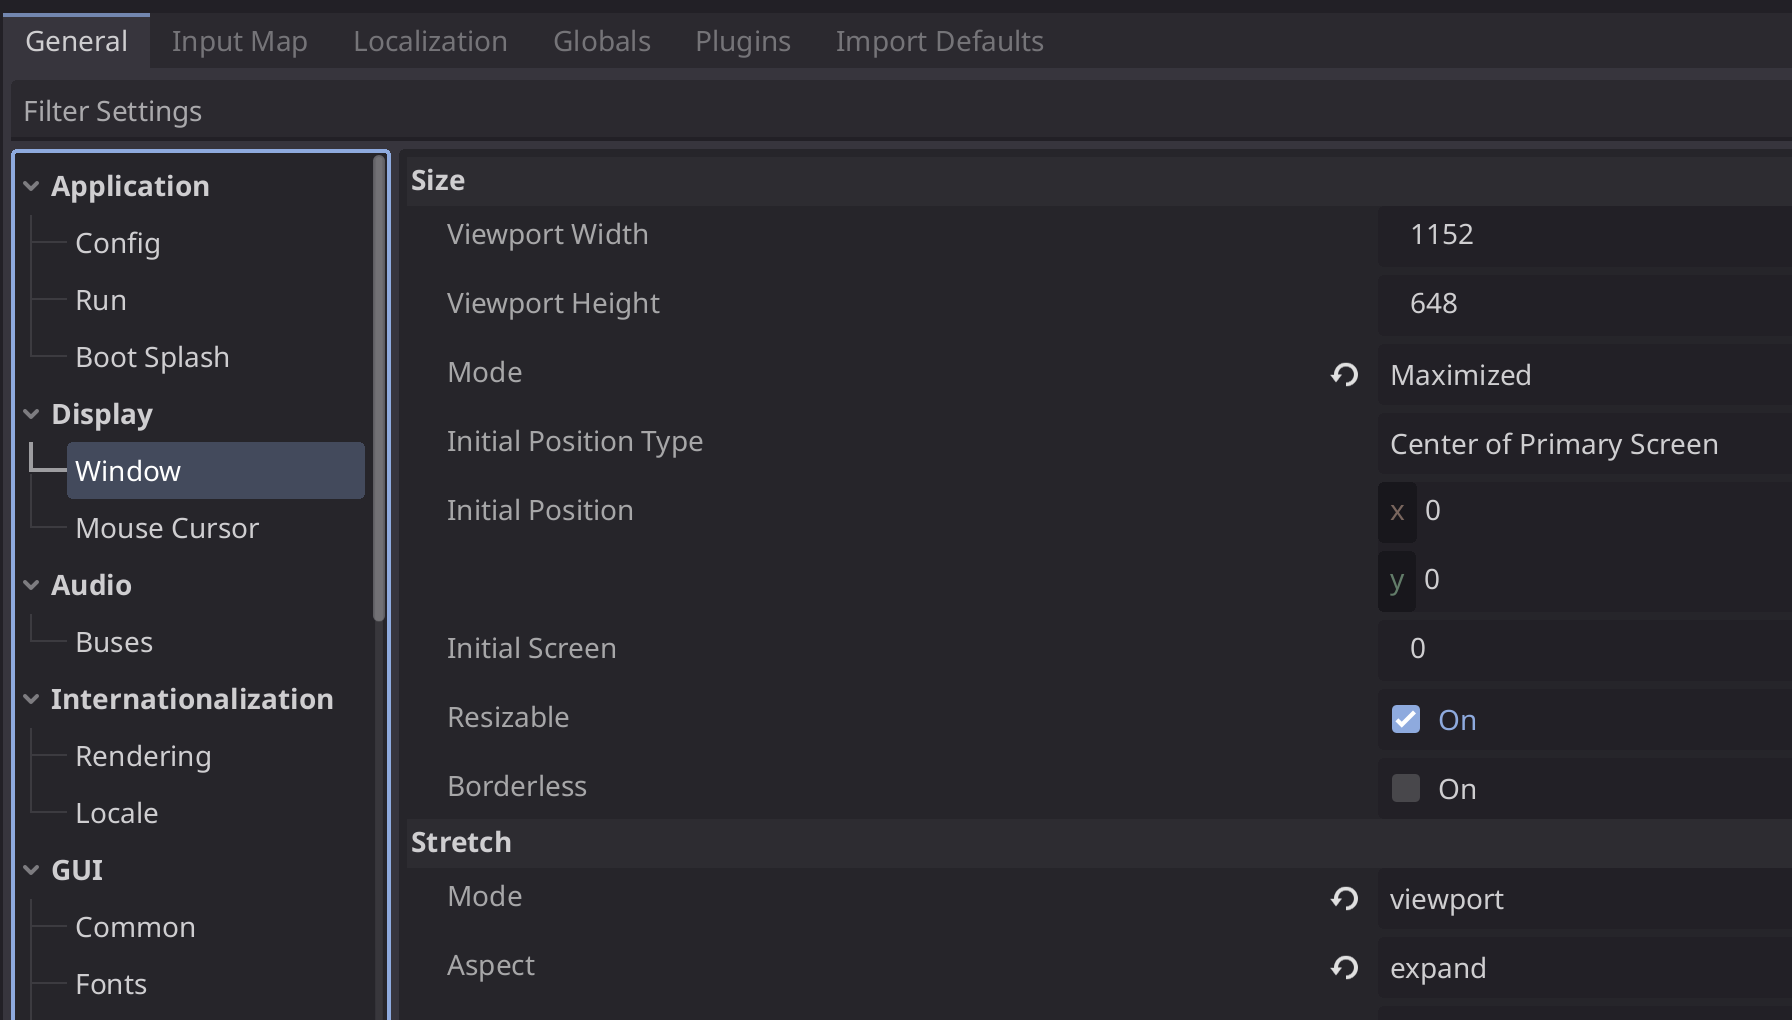 General Input Map Localization Globals Plugins Import Defaults
Filter Settings
Application
Config
Run
Boot Splash
Display
Window
Mouse Cursor
Audio
Buses
Internationalization
Rendering
Locale
GUI
Common
Fonts
Size
Viewport Width 1152
Viewport Height 648
Mode Maximized
Initial Position Type Center of Primary Screen
Initial Position x 0
y 0
Initial Screen 0
Resizable On
Borderless On
Stretch
Mode viewport
Aspect expand